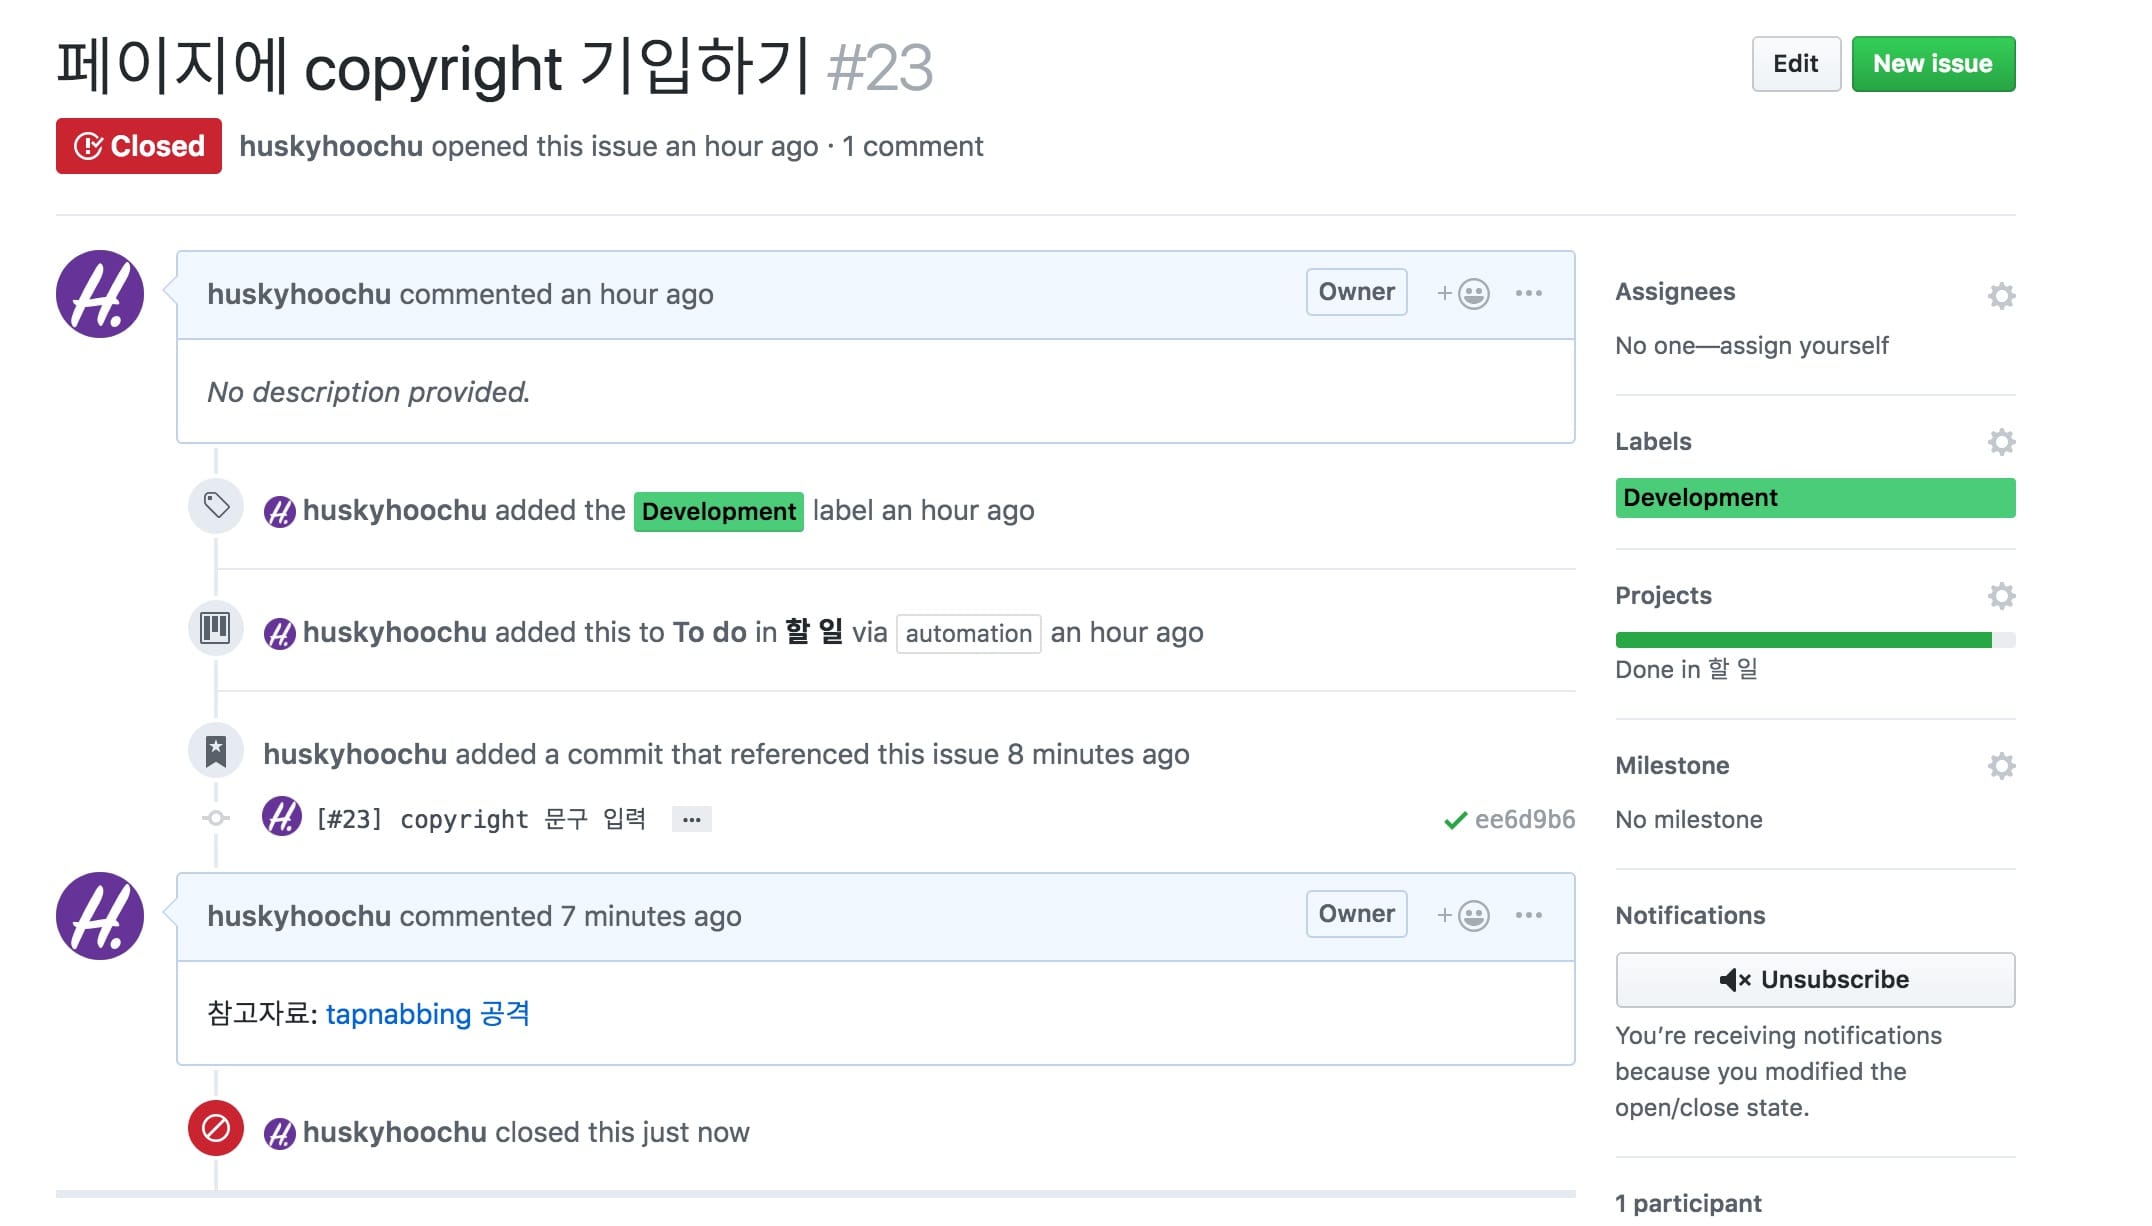 페이지에 copyright 기입하기 #23
Edit
New issue
Closed
huskyhoochu opened this issue an hour ago · 1 comment
huskyhoochu commented an hour ago
Owner
No description provided.
huskyhoochu added the Development label an hour ago
huskyhoochu added this to To do in 할 일 via automation an hour ago
huskyhoochu added a commit that referenced this issue 8 minutes ago
[#23] copyright 문구 입력 …
ee6d9b6
huskyhoochu commented 7 minutes ago
Owner
참고자료: tapnabbing 공격
huskyhoochu closed this just now
Assignees
No one—assign yourself
Labels
Development
Projects
Done in 할 일
Milestone
No milestone
Notifications
Unsubscribe
You’re receiving notifications
because you modified the
open/close state.
1 participant